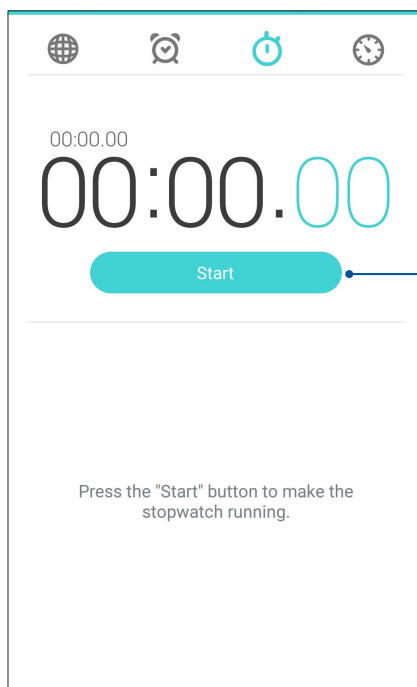 00:00.00
00:00.00
Start
Press the "Start" button to make the
stopwatch running.